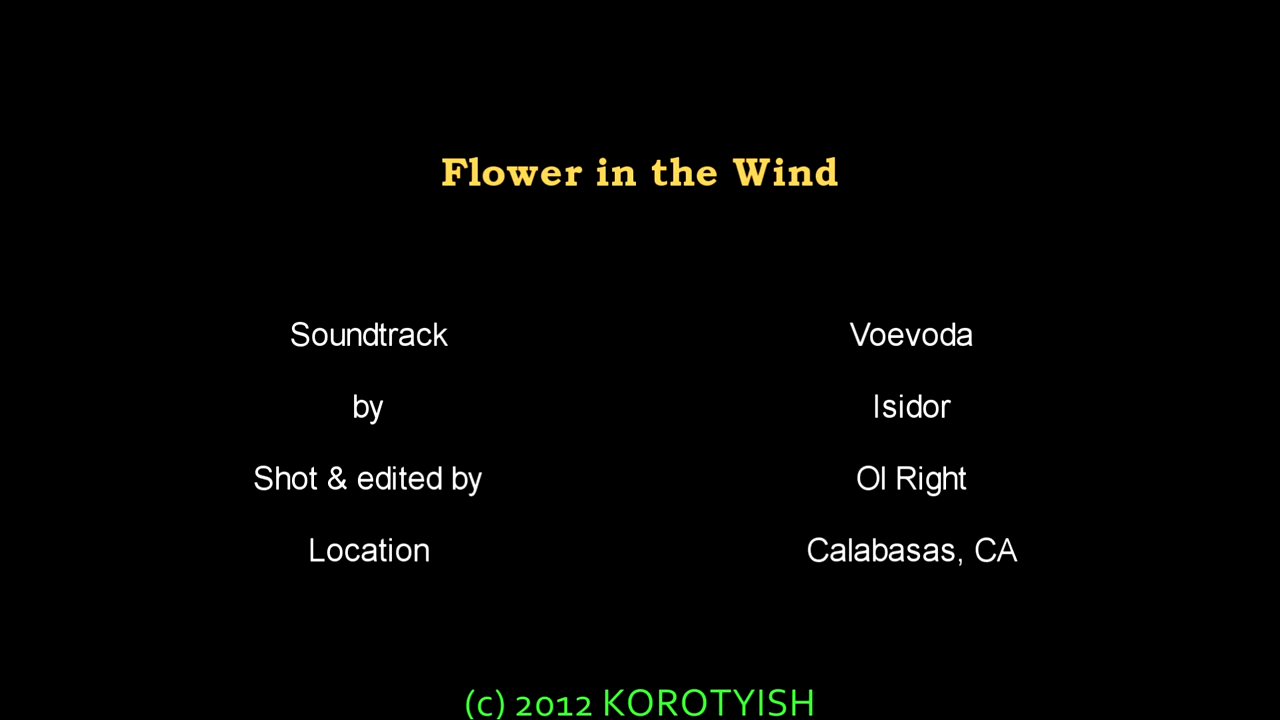 Flower in the Wind
Soundtrack Voevoda
by Isidor
Shot & edited by Ol Right
Location Calabasas, CA
(c) 2012 KOROTYISH